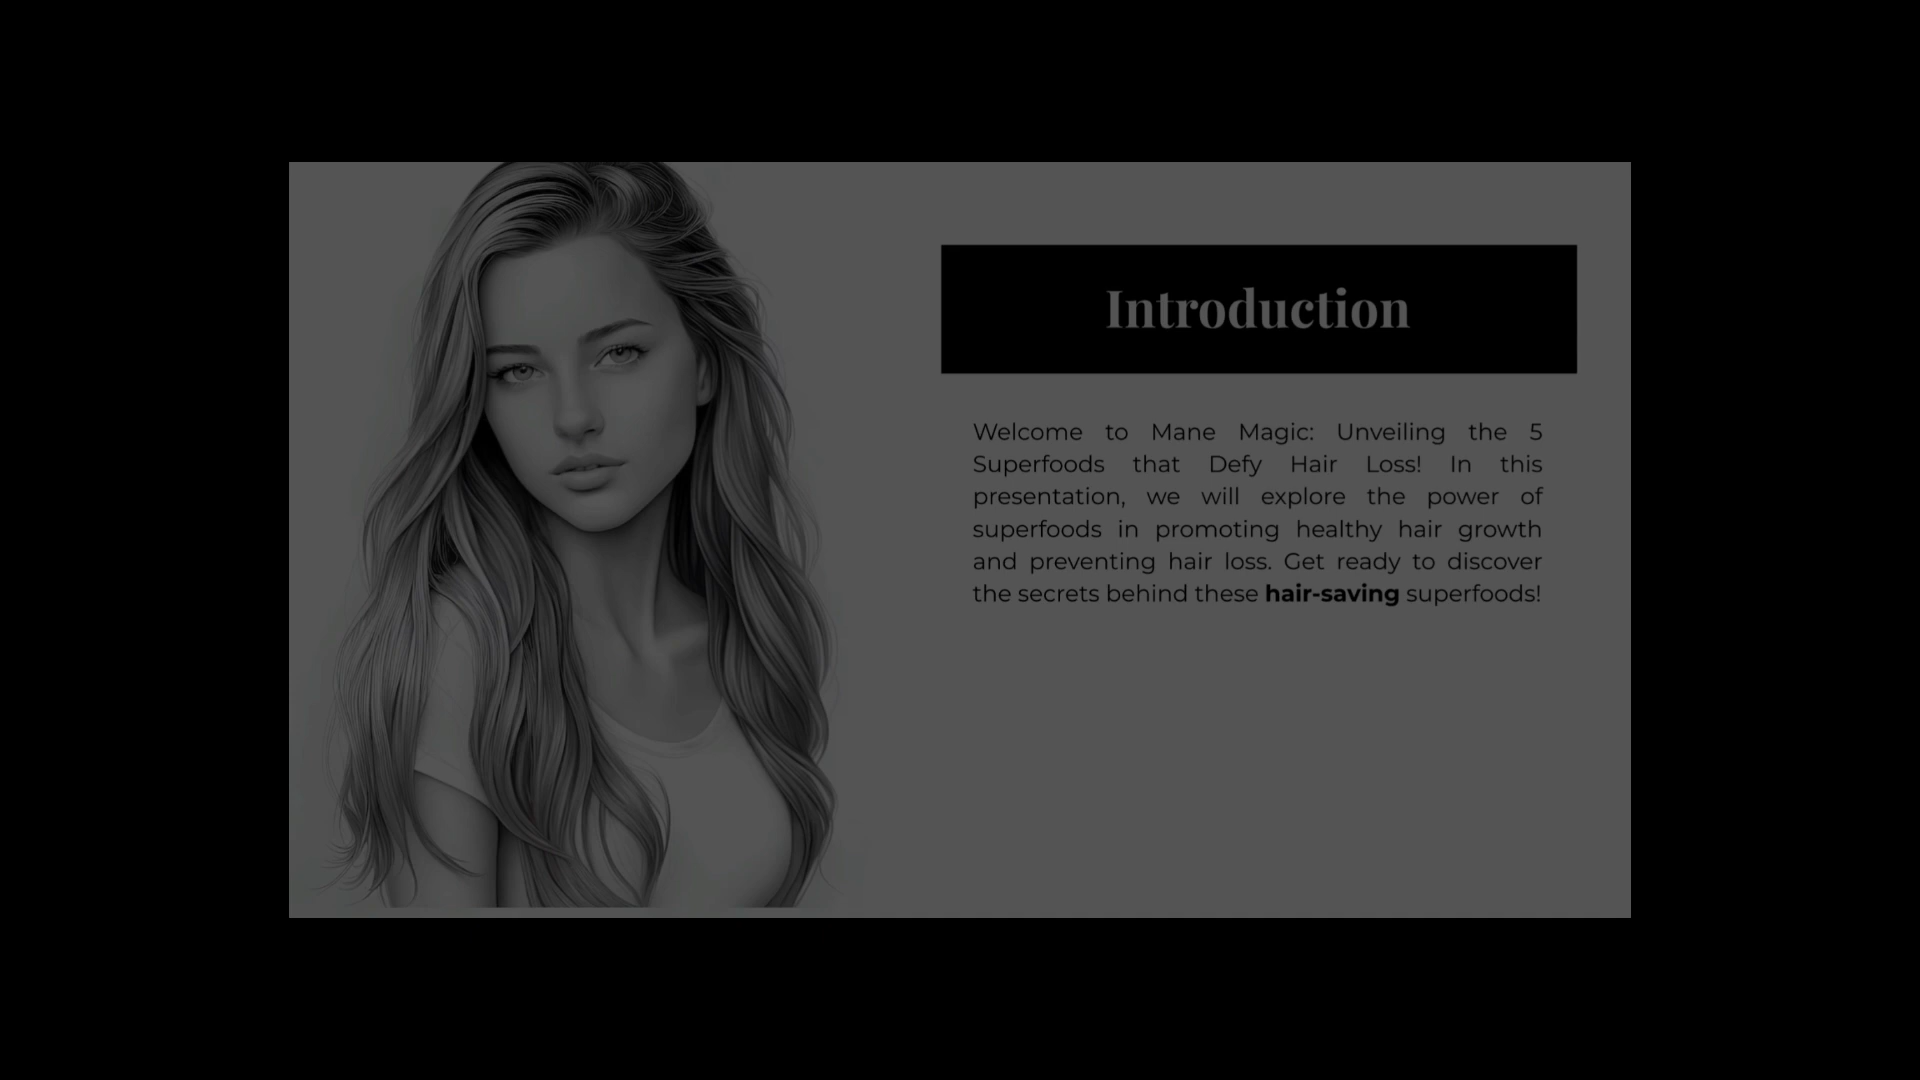 Introduction
Welcome to Mane Magic: Unveiling the 5
Superfoods that Defy Hair Loss! In this
presentation, we will explore the power of
superfoods in promoting healthy hair growth
and preventing hair loss. Get ready to discover
the secrets behind these hair-saving superfoods!